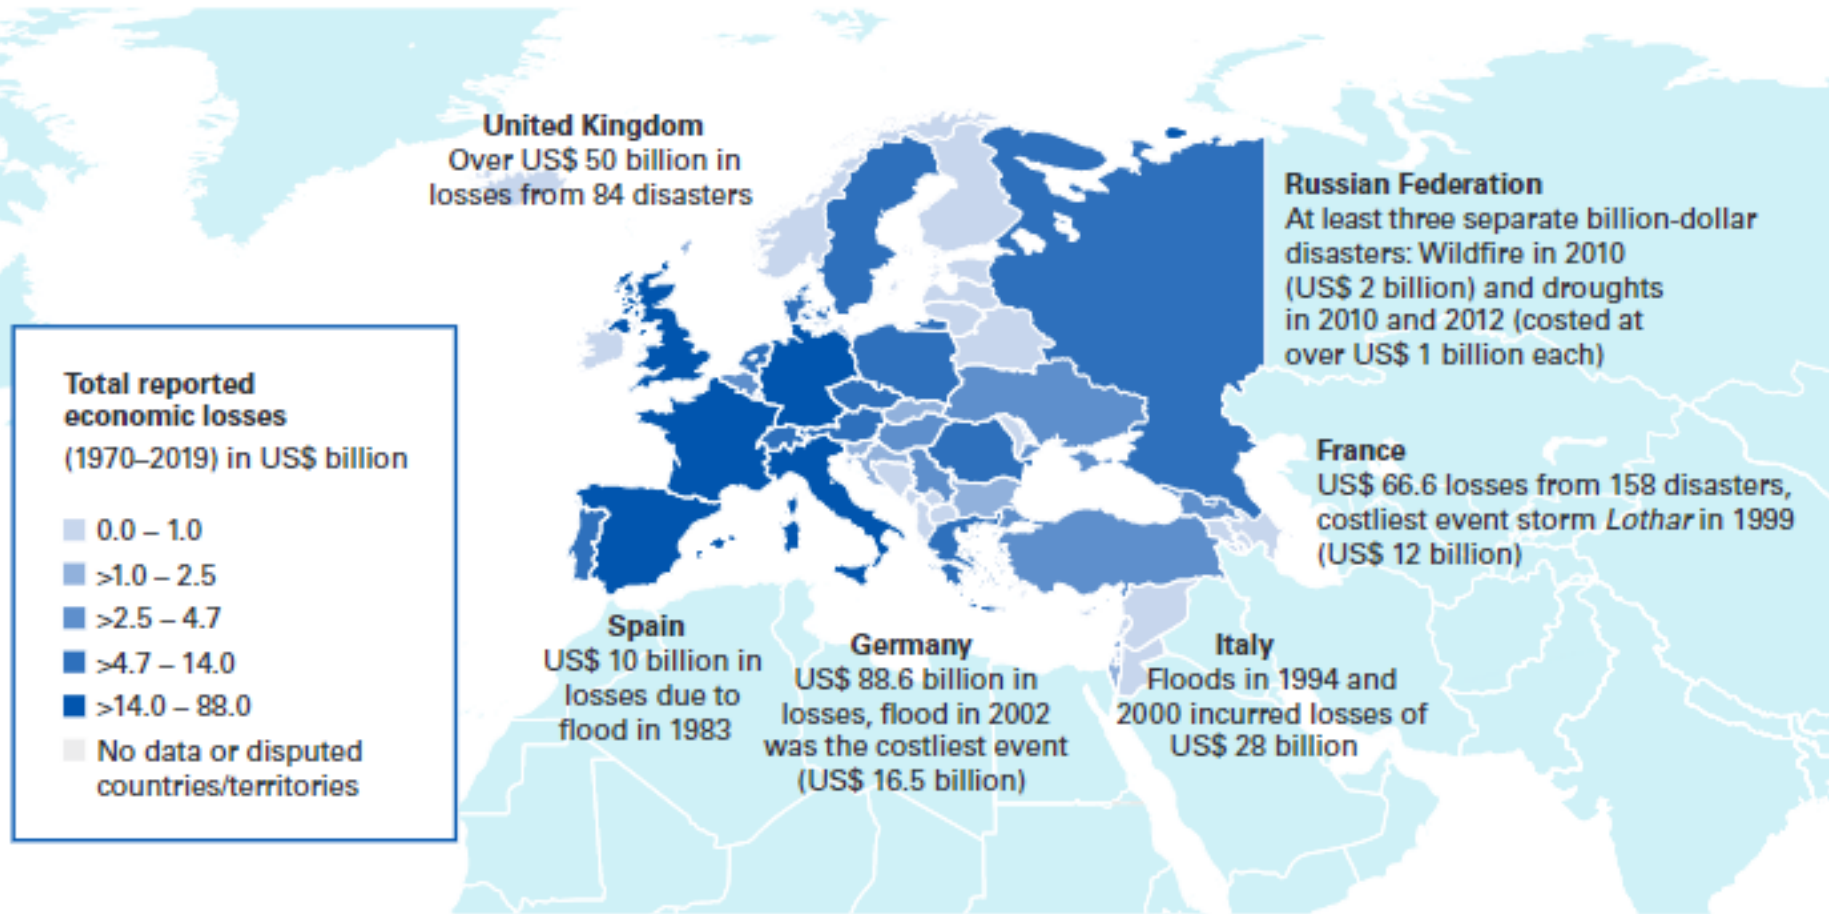 United Kingdom
Over US$ 50 billion in
losses from 84 disasters
Russian Federation
At least three separate billion-dollar
disasters: Wildfire in 2010
(US$ 2 billion) and droughts
in 2010 and 2012 (costed at
over US$ 1 billion each)
Total reported
economic losses
(1970–2019) in US$ billion
0.0 – 1.0
>1.0 – 2.5
>2.5 – 4.7
>4.7 – 14.0
>14.0 – 88.0
No data or disputed
countries/territories
France
US$ 66.6 losses from 158 disasters,
costliest event storm Lothar in 1999
(US$ 12 billion)
Spain
US$ 10 billion in
losses due to
flood in 1983
Germany
US$ 88.6 billion in
losses, flood in 2002
was the costliest event
(US$ 16.5 billion)
Italy
Floods in 1994 and
2000 incurred losses of
US$ 28 billion